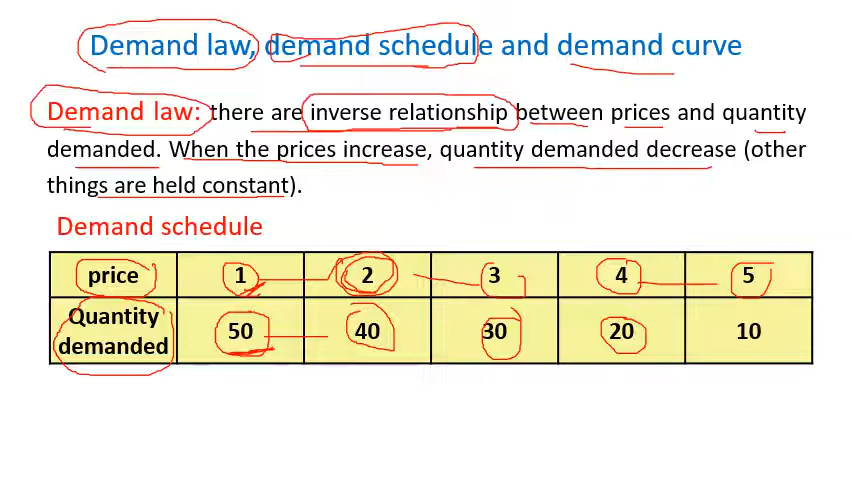 Demand law, demand schedule and demand curve
Demand law: there are inverse relationship between prices and quantity
demanded. When the prices increase, quantity demanded decrease (other
things are held constant).
Demand schedule
price 1 2 3 4 5
Quantity
demanded 50 40 30 20 10